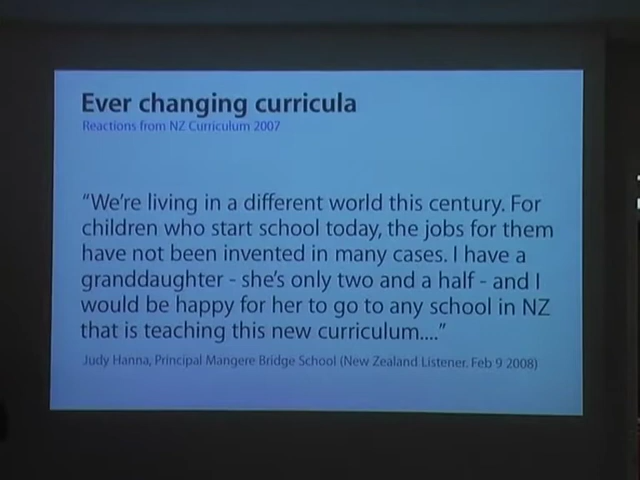 Ever changing curricula
Reactions from NZ Curriculum 2007
“We’re living in a different world this century. For
children who start school today, the jobs for them
have not been invented in many cases. I have a
granddaughter - she’s only two and a half - and I
would be happy for her to go to any school in NZ
that is teaching this new curriculum....”
Judy Hanna, Principal Mangere Bridge School (New Zealand Listener. Feb 9 2008)